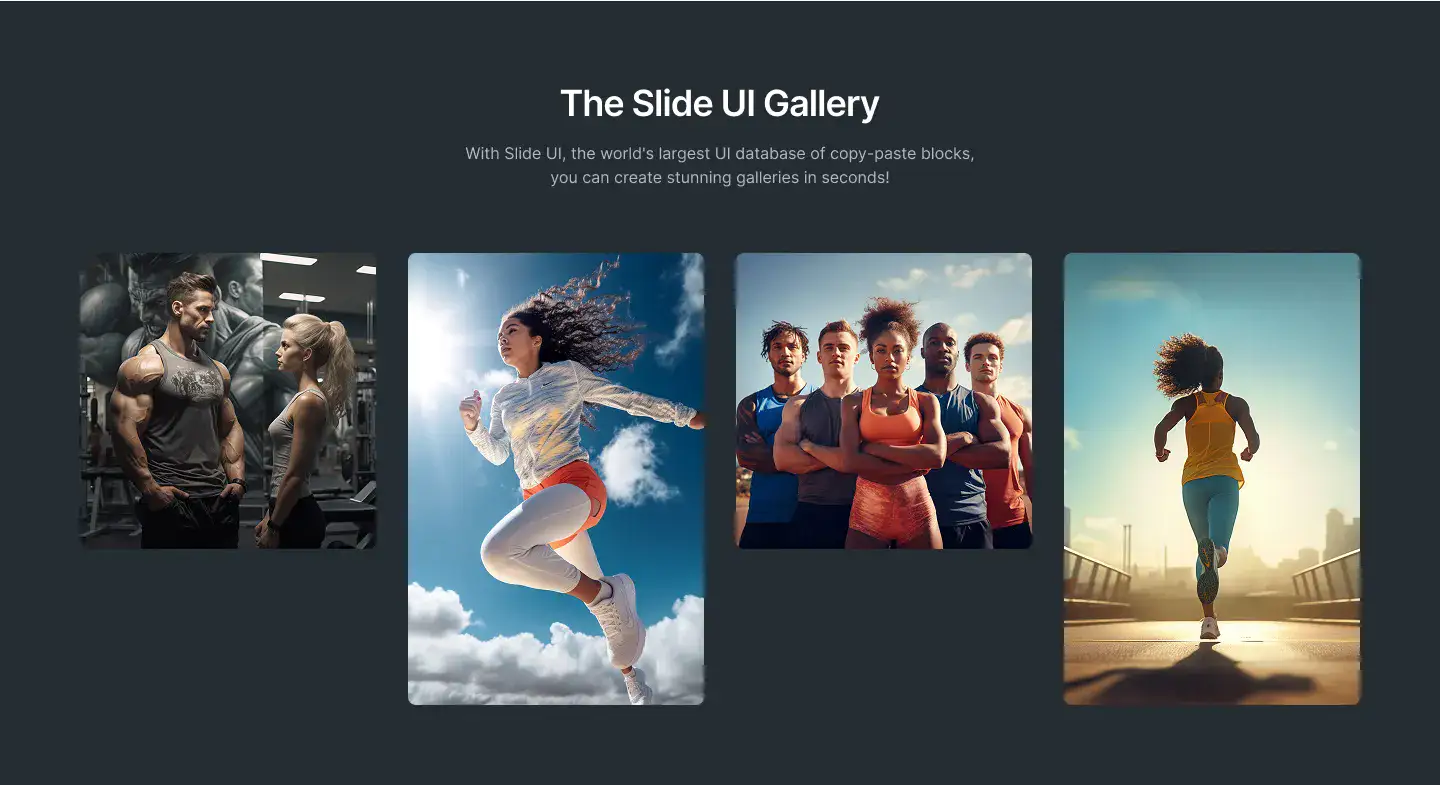 The Slide UI Gallery
With Slide UI, the world's largest UI database of copy-paste blocks,
you can create stunning galleries in seconds!